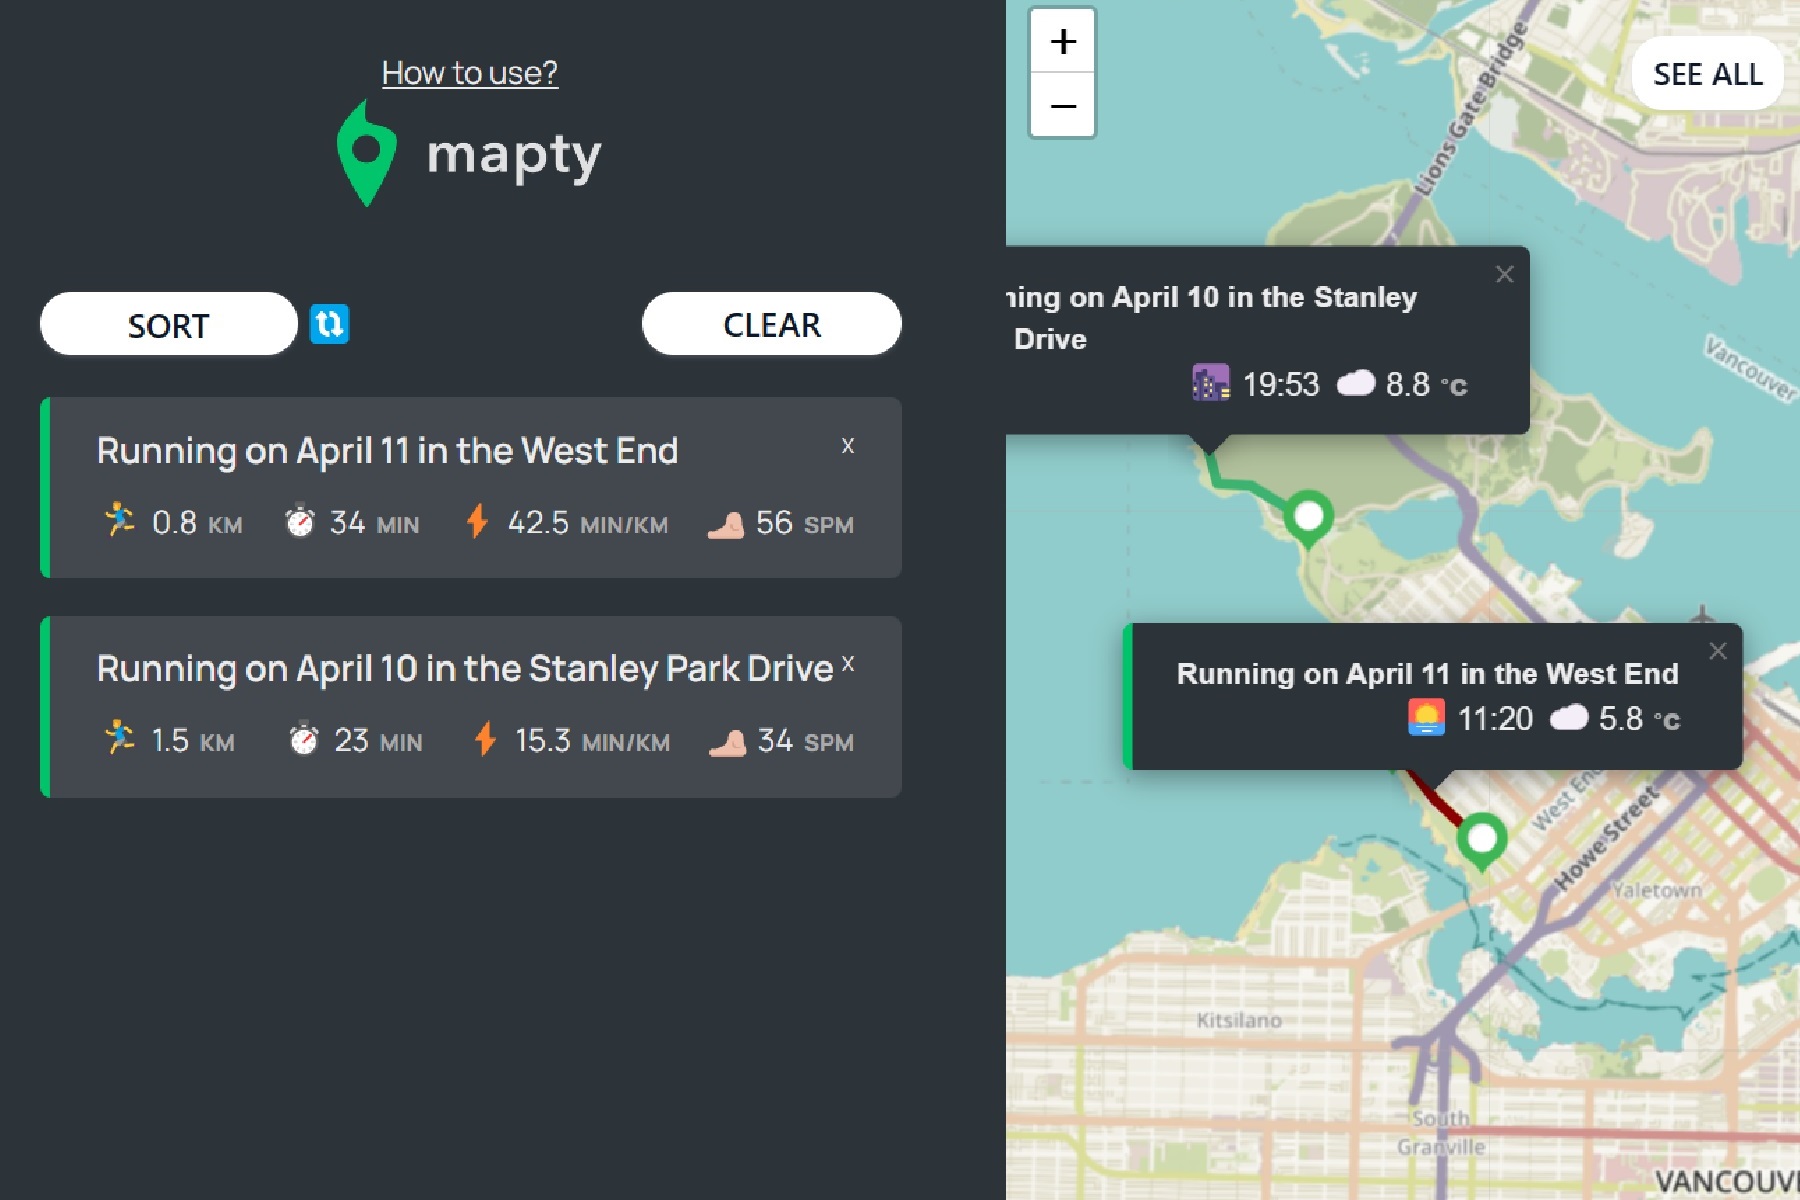 How to use?
mapty
SORT
CLEAR
Running on April 11 in the West End
x
0.8 KM
34 MIN
42.5 MIN/KM
56 SPM
Running on April 10 in the Stanley Park Drive
x
1.5 KM
23 MIN
15.3 MIN/KM
34 SPM
+
−
SEE ALL
Lions Gate Bridge
ning on April 10 in the Stanley
Drive
19:53
8.8 °C
Vancouver
Running on April 11 in the West End
11:20
5.8 °C
West End
Howe Street
Yaletown
Kitsilano
South
Granville
VANCOUV